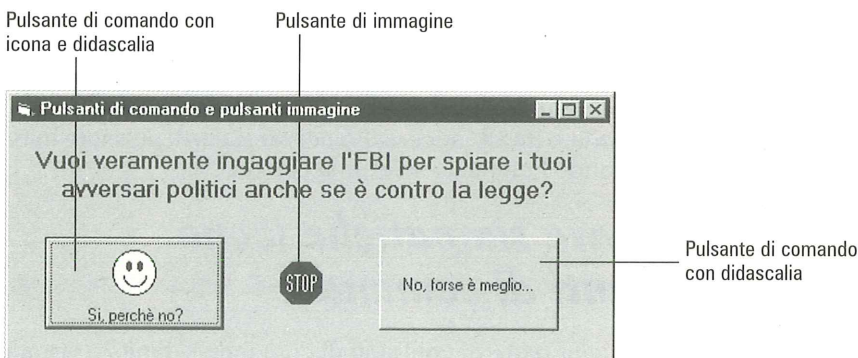 Pulsante di comando con
icona e didascalia
Pulsante di immagine
Pulsanti di comando e pulsanti immagine
Vuoi veramente ingaggiare l'FBI per spiare i tuoi
avversari politici anche se è contro la legge?
Si, perchè no?
STOP
No, forse è meglio...
Pulsante di comando
con didascalia